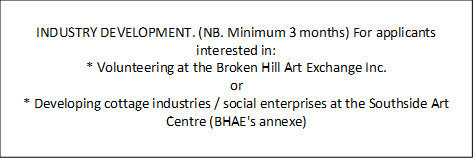 INDUSTRY DEVELOPMENT. (NB. Minimum 3 months) For applicants
interested in:
* Volunteering at the Broken Hill Art Exchange Inc.
or
* Developing cottage industries / social enterprises at the Southside Art
Centre (BHAE's annexe)